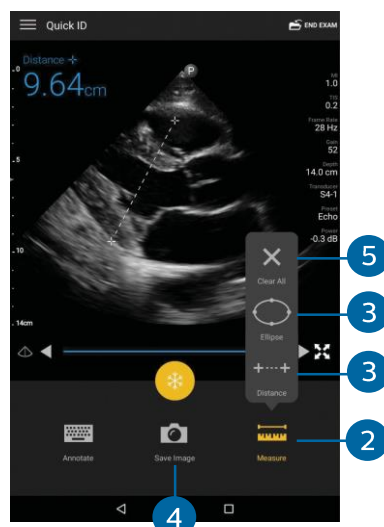 Quick ID
END EXAM
Distance
9.64cm
P
MI
1.0
TIB
0.2
Frame Rate
28 Hz
Gain
52
Depth
14.0 cm
Transducer
S4-1
Preset
Echo
Power
-0.3 dB
0
5
10
14cm
Clear All
5
Ellipse
3
Distance
3
Annotate
Save Image
Measure
2
4